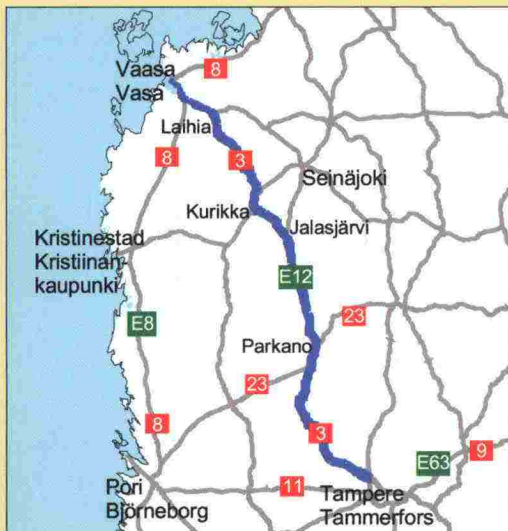 Vaasa
Vasa
8
Laihia
3
8
Seinäjoki
Kurikka
Jalasjärvi
Kristinestad
Kristiinan
kaupunki
E12
E8
23
Parkano
23
8
3
9
E63
Pori
Björneborg
11
Tampere
Tammerfors